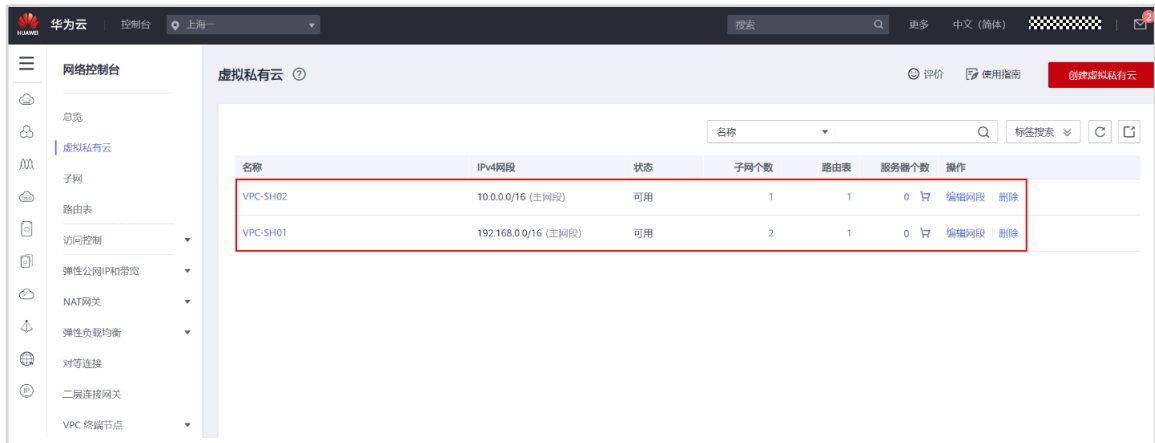 HUAWEI 华为云 控制台 上海一 搜索 更多 中文 (简体) 2
网络控制台
虚拟私有云 ? 评价 使用指南 创建虚拟私有云
总览
虚拟私有云
子网
路由表
访问控制
弹性公网IP和带宽
NAT网关
弹性负载均衡
对等连接
二层连接网关
VPC 终端节点
名称 标签搜索
名称 IPv4网段 状态 子网个数 路由表 服务器个数 操作
VPC-SH02 10.0.0.0/16 (主网段) 可用 1 1 0 编辑网段 删除
VPC-SH01 192.168.0.0/16 (主网段) 可用 2 1 0 编辑网段 删除